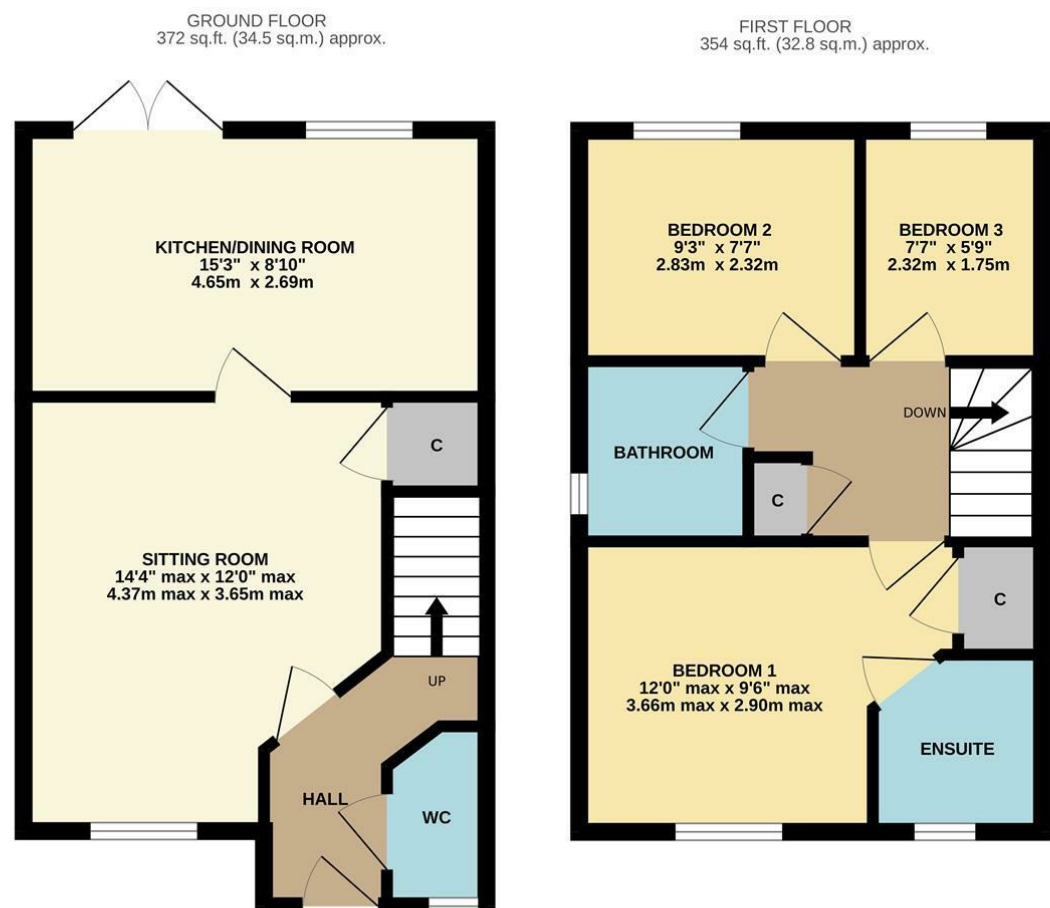 GROUND FLOOR
372 sq.ft. (34.5 sq.m.) approx.
KITCHEN/DINING ROOM
15'3" x 8'10"
4.65m x 2.69m
C
SITTING ROOM
14'4" max x 12'0" max
4.37m max x 3.65m max
UP
HALL
WC
FIRST FLOOR
354 sq.ft. (32.8 sq.m.) approx.
BEDROOM 2
9'3" x 7'7"
2.83m x 2.32m
BEDROOM 3
7'7" x 5'9"
2.32m x 1.75m
DOWN
BATHROOM
C
C
BEDROOM 1
12'0" max x 9'6" max
3.66m max x 2.90m max
ENSUITE